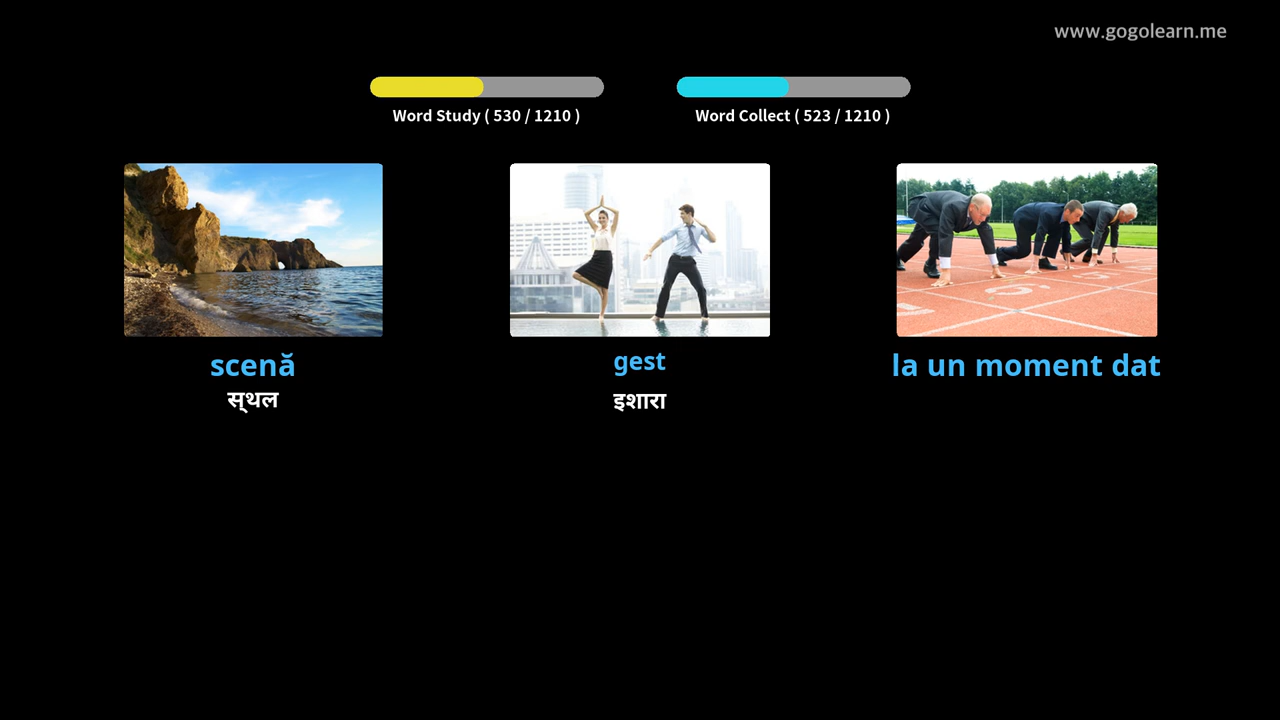 www.gogolearn.me
Word Study ( 530 / 1210 )
Word Collect ( 523 / 1210 )
scenă
स्थल
gest
इशारा
la un moment dat